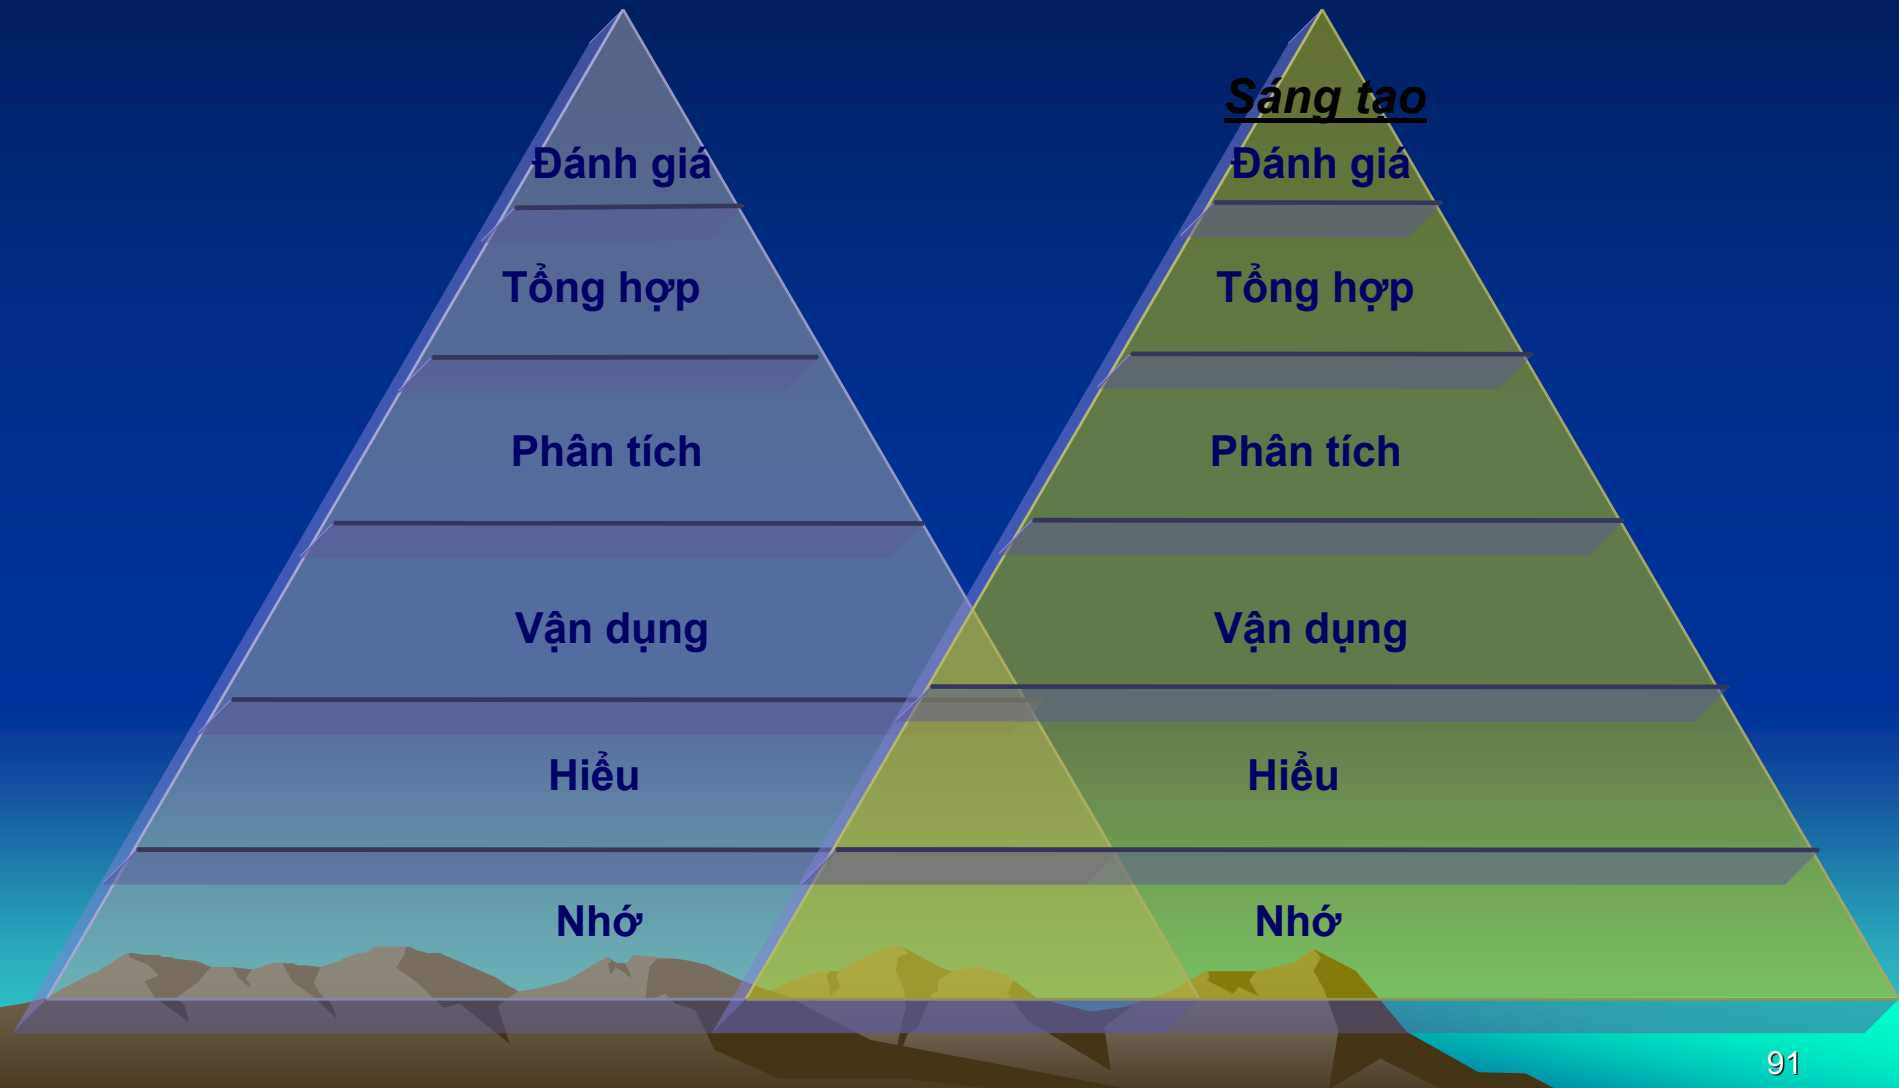 Đánh giá
Tổng hợp
Phân tích
Vận dụng
Hiểu
Nhớ
Sáng tạo
Đánh giá
Tổng hợp
Phân tích
Vận dụng
Hiểu
Nhớ
91